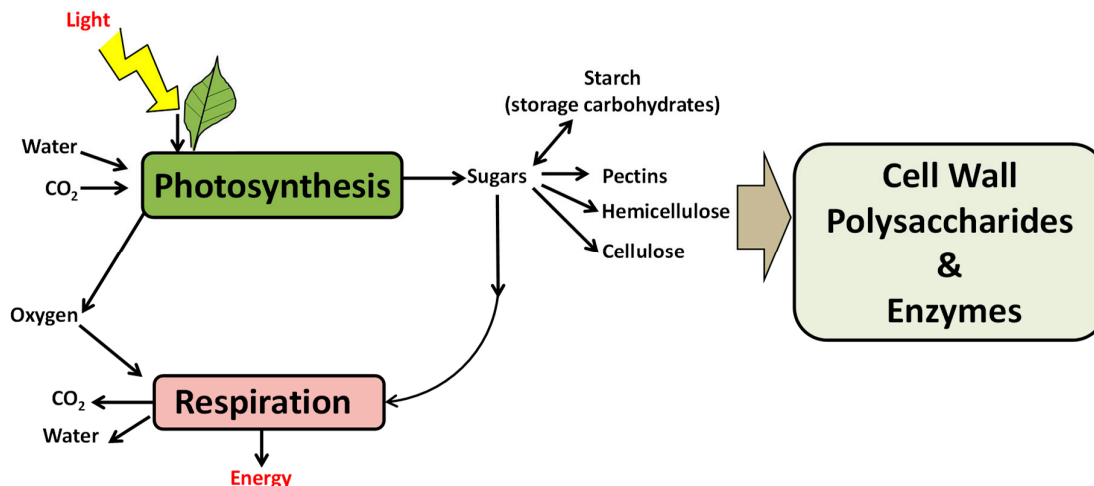 Light
Starch
(storage carbohydrates)
Water
CO₂
Photosynthesis
Sugars
Pectins
Hemicellulose
Cellulose
Cell Wall
Polysaccharides
&
Enzymes
Oxygen
CO₂
Water
Respiration
Energy